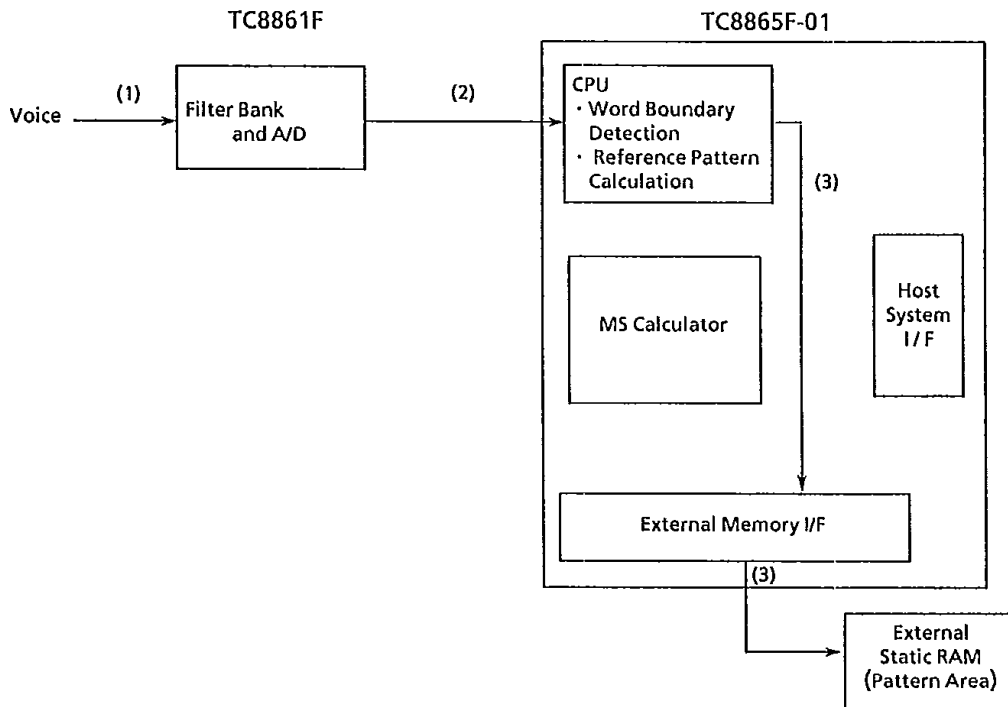 TC8861F
TC8865F-01
Voice
(1)
Filter Bank
and A/D
(2)
CPU
· Word Boundary
Detection
· Reference Pattern
Calculation
(3)
MS Calculator
Host
System
I / F
External Memory I/F
(3)
External
Static RAM
(Pattern Area)